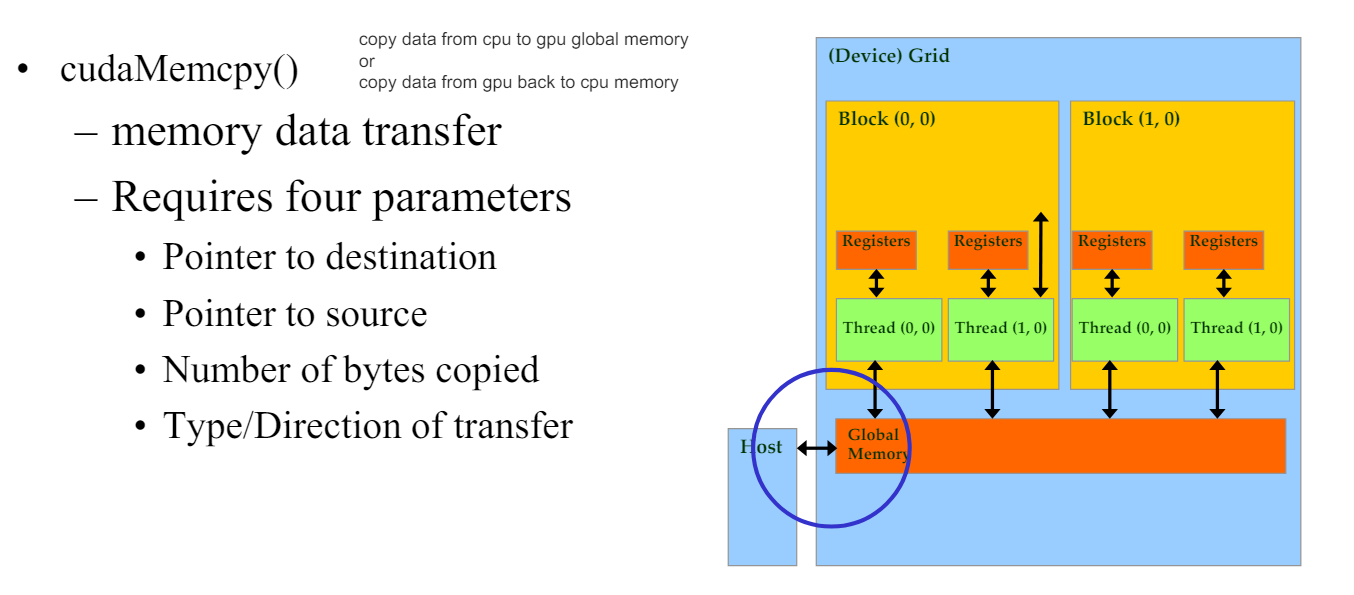 • cudaMemcpy()
copy data from cpu to gpu global memory
or
copy data from gpu back to cpu memory
– memory data transfer
– Requires four parameters
• Pointer to destination
• Pointer to source
• Number of bytes copied
• Type/Direction of transfer
(Device) Grid
Block (0, 0)
Block (1, 0)
Registers
Registers
Registers
Registers
Thread (0, 0)
Thread (1, 0)
Thread (0, 0)
Thread (1, 0)
Host
Global
Memory